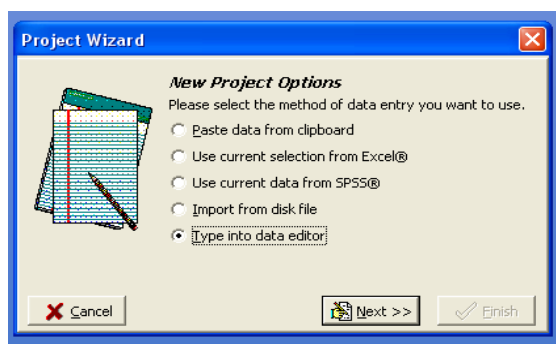 Project Wizard
New Project Options
Please select the method of data entry you want to use.
Paste data from clipboard
Use current selection from Excel®
Use current data from SPSS®
Import from disk file
Type into data editor
Cancel
Next >>
Finish